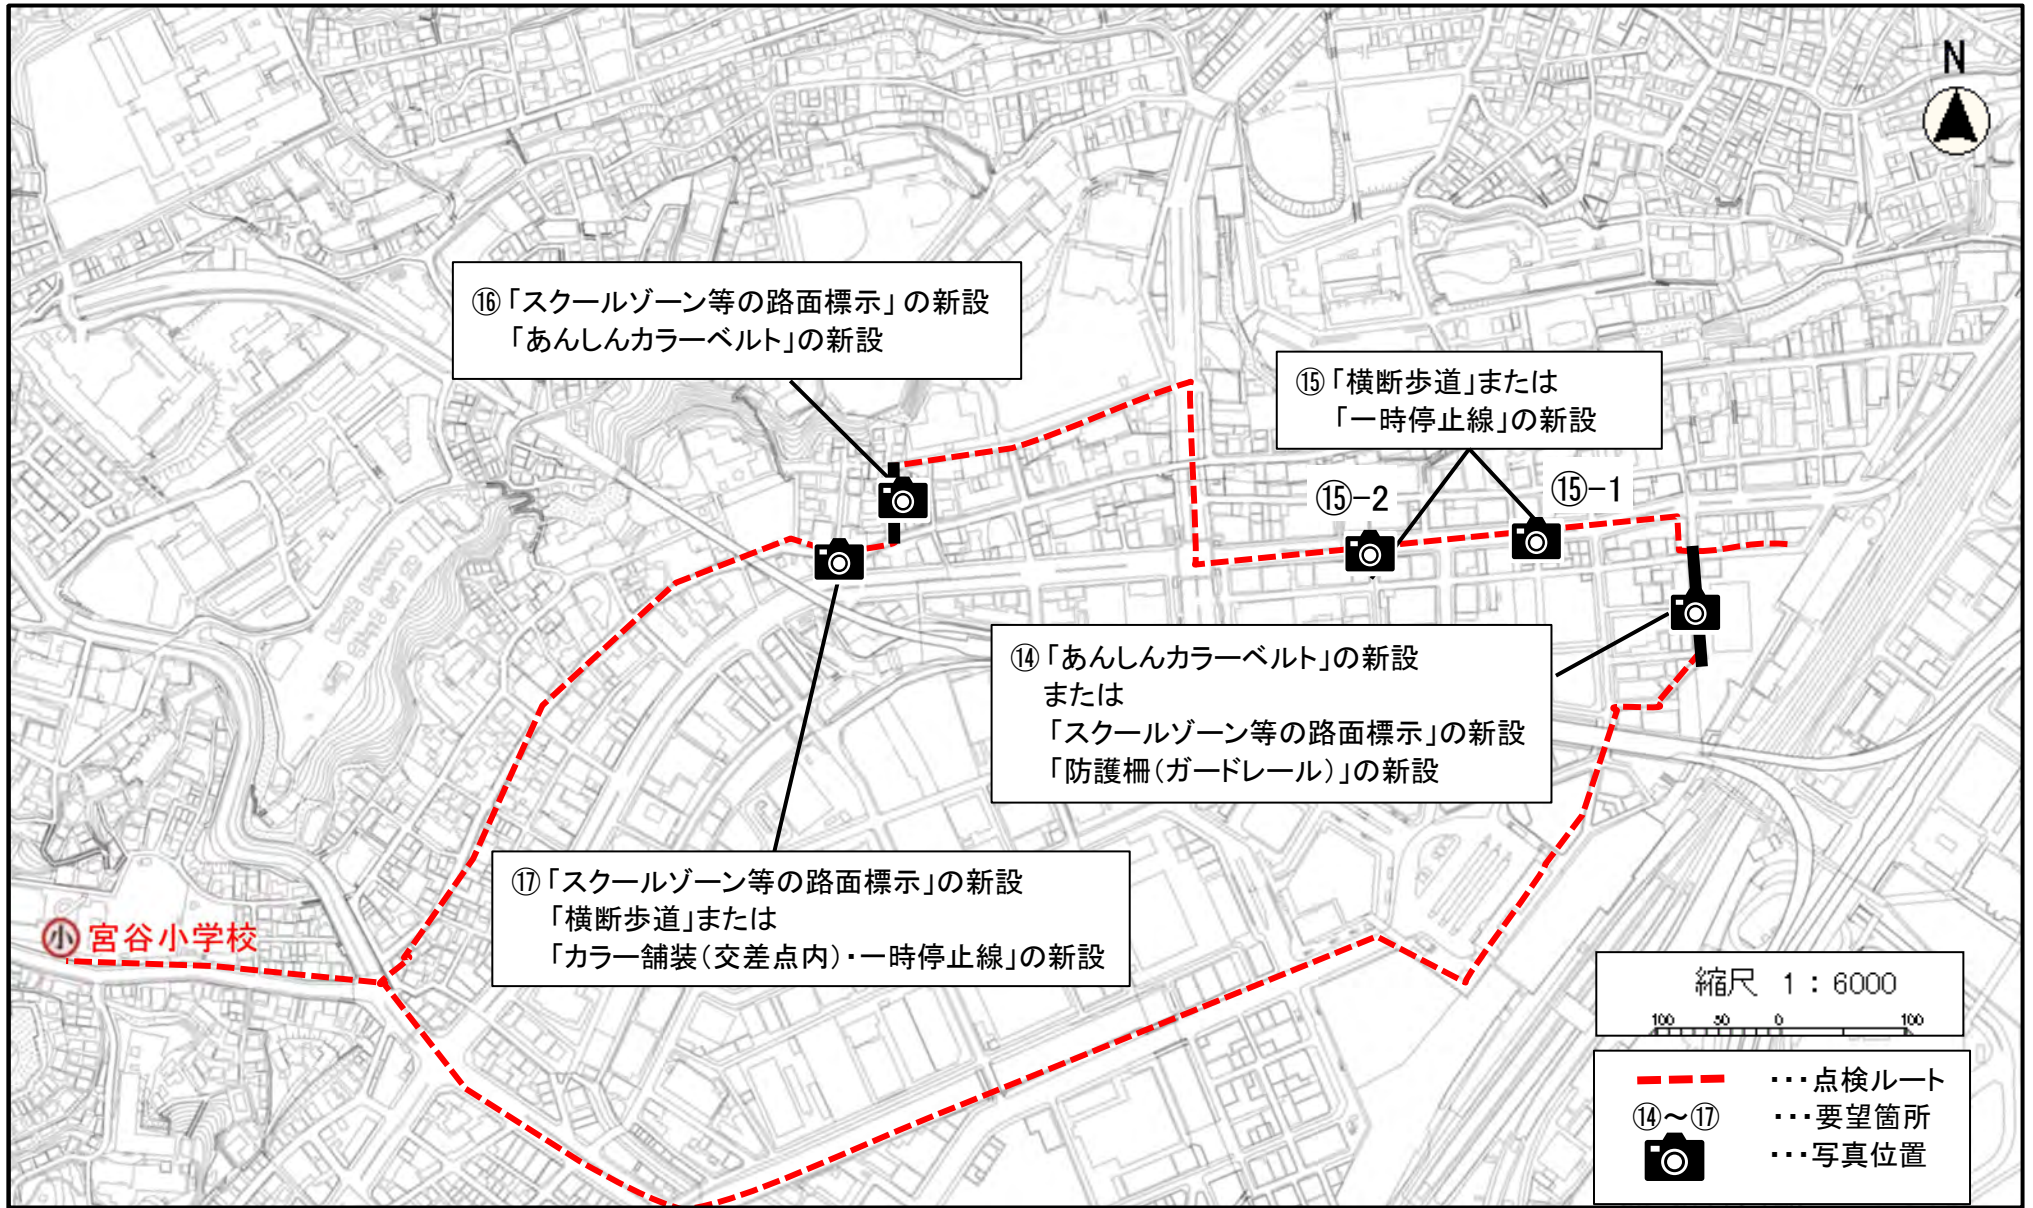 N
⑯「スクールゾーン等の路面標示」の新設
「あんしんカラーベルト」の新設
⑮「横断歩道」または
「一時停止線」の新設
⑮-2
⑮-1
⑭「あんしんカラーベルト」の新設
または
「スクールゾーン等の路面標示」の新設
「防護柵(ガードレール)」の新設
⑰「スクールゾーン等の路面標示」の新設
「横断歩道」または
「カラー舗装(交差点内)・一時停止線」の新設
小 宮谷小学校
縮尺 1:6000
100 50 0 100
・・・点検ルート
⑭~⑰ ・・・要望箇所
・・・写真位置